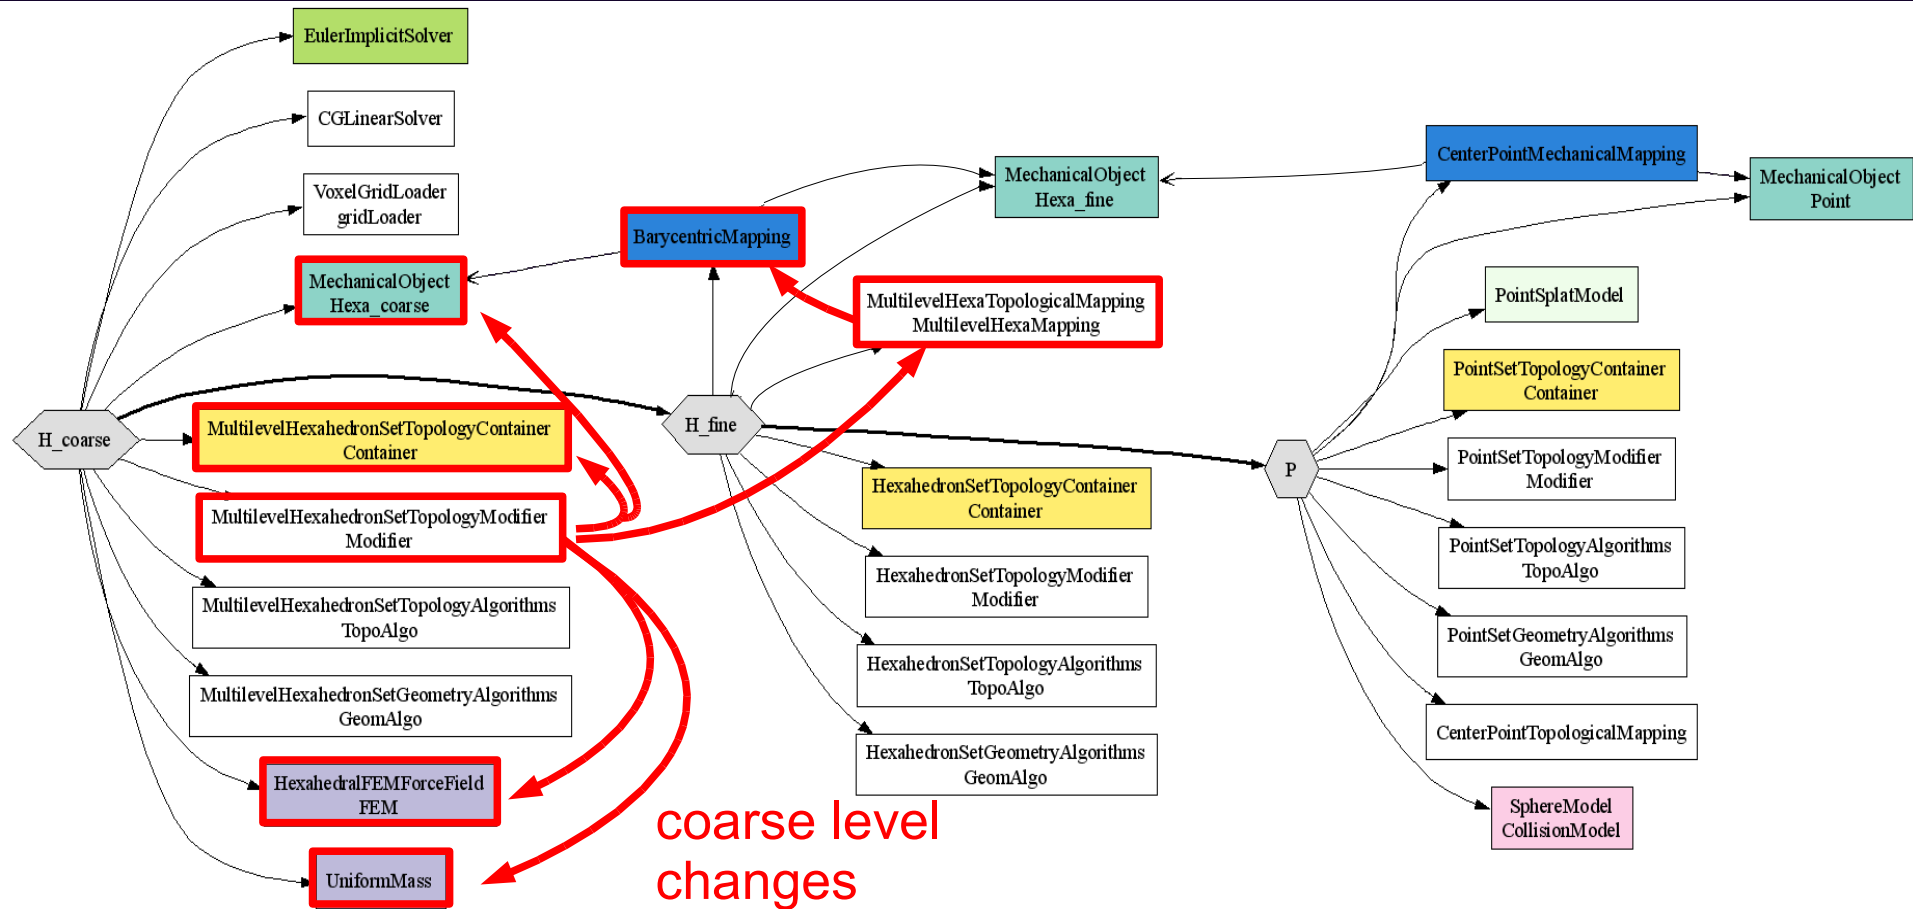 EulerImplicitSolver
CGLinearSolver
VoxelGridLoader
gridLoader
MechanicalObject
Hexa_coarse
H_coarse
MultilevelHexahedronSetTopologyContainer
Container
MultilevelHexahedronSetTopologyModifier
Modifier
MultilevelHexahedronSetTopologyAlgorithms
TopoAlgo
MultilevelHexahedronSetGeometryAlgorithms
GeomAlgo
HexahedralFEMForceField
FEM
UniformMass
BarycentricMapping
MechanicalObject
Hexa_fine
MultilevelHexaTopologicalMapping
MultilevelHexaMapping
H_fine
HexahedronSetTopologyContainer
Container
HexahedronSetTopologyModifier
Modifier
HexahedronSetTopologyAlgorithms
TopoAlgo
HexahedronSetGeometryAlgorithms
GeomAlgo
coarse level
changes
CenterPointMechanicalMapping
MechanicalObject
Point
PointSplatModel
PointSetTopologyContainer
Container
P
PointSetTopologyModifier
Modifier
PointSetTopologyAlgorithms
TopoAlgo
PointSetGeometryAlgorithms
GeomAlgo
CenterPointTopologicalMapping
SphereModel
CollisionModel